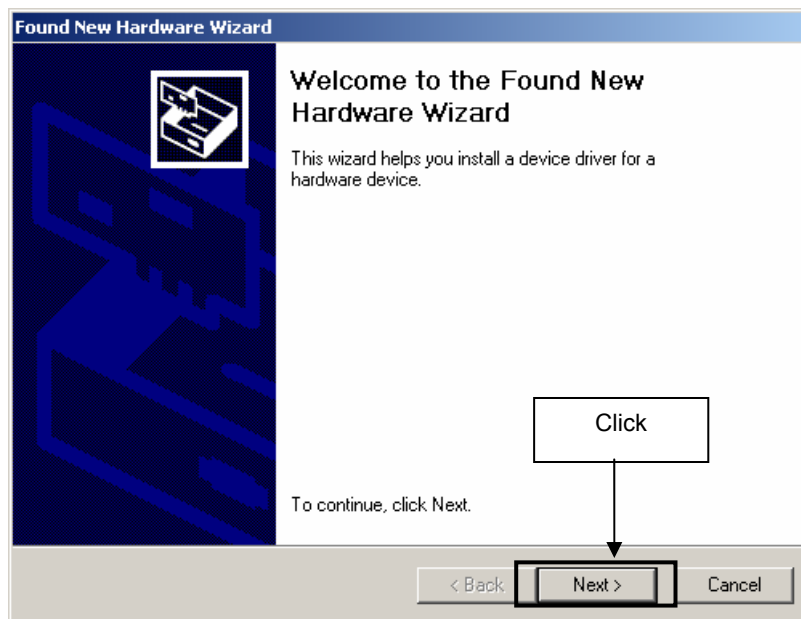 Found New Hardware Wizard
Welcome to the Found New
Hardware Wizard
This wizard helps you install a device driver for a
hardware device.
Click
To continue, click Next.
< Back
Next >
Cancel